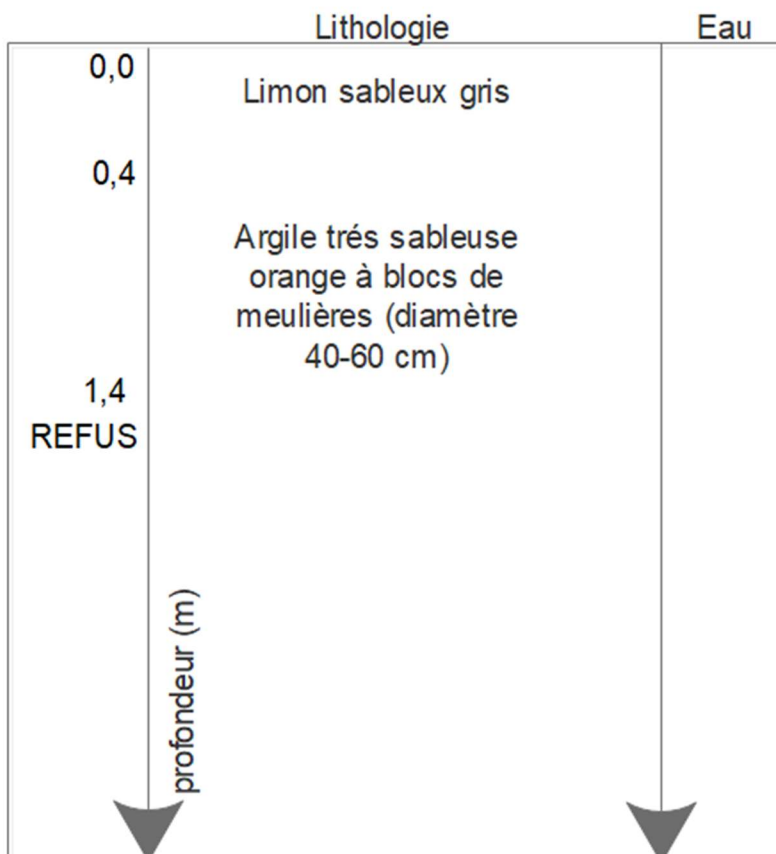 Lithologie
Eau
0,0
Limon sableux gris
0,4
Argile trés sableuse
orange à blocs de
meulières (diamètre
40-60 cm)
1,4
REFUS
profondeur (m)